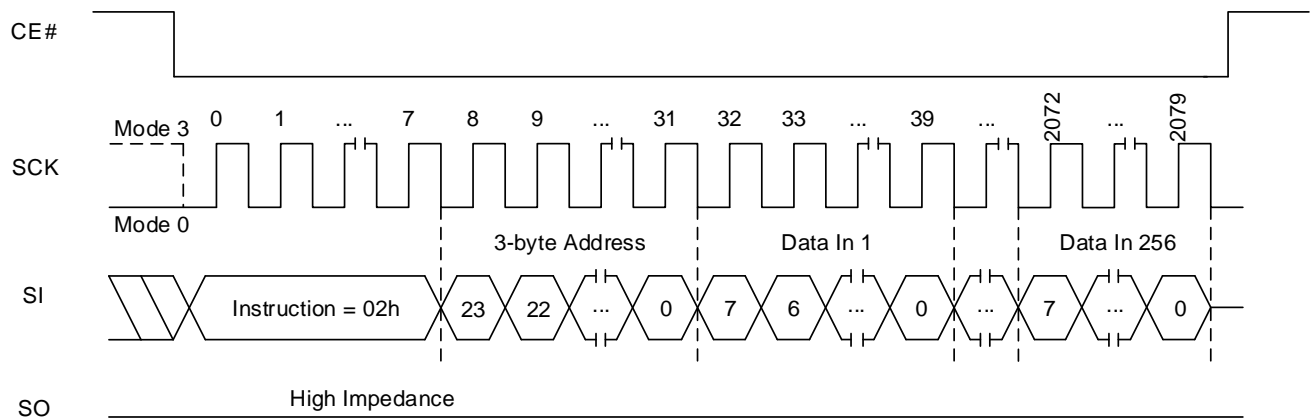 CE#
0 1 ... 7 8 9 ... 31 32 33 ... 39 ... 2072 ... 2079
Mode 3
SCK
Mode 0
3-byte Address Data In 1 Data In 256
SI Instruction = 02h 23 22 ... 0 7 6 ... 0 ... 7 ... 0
SO High Impedance